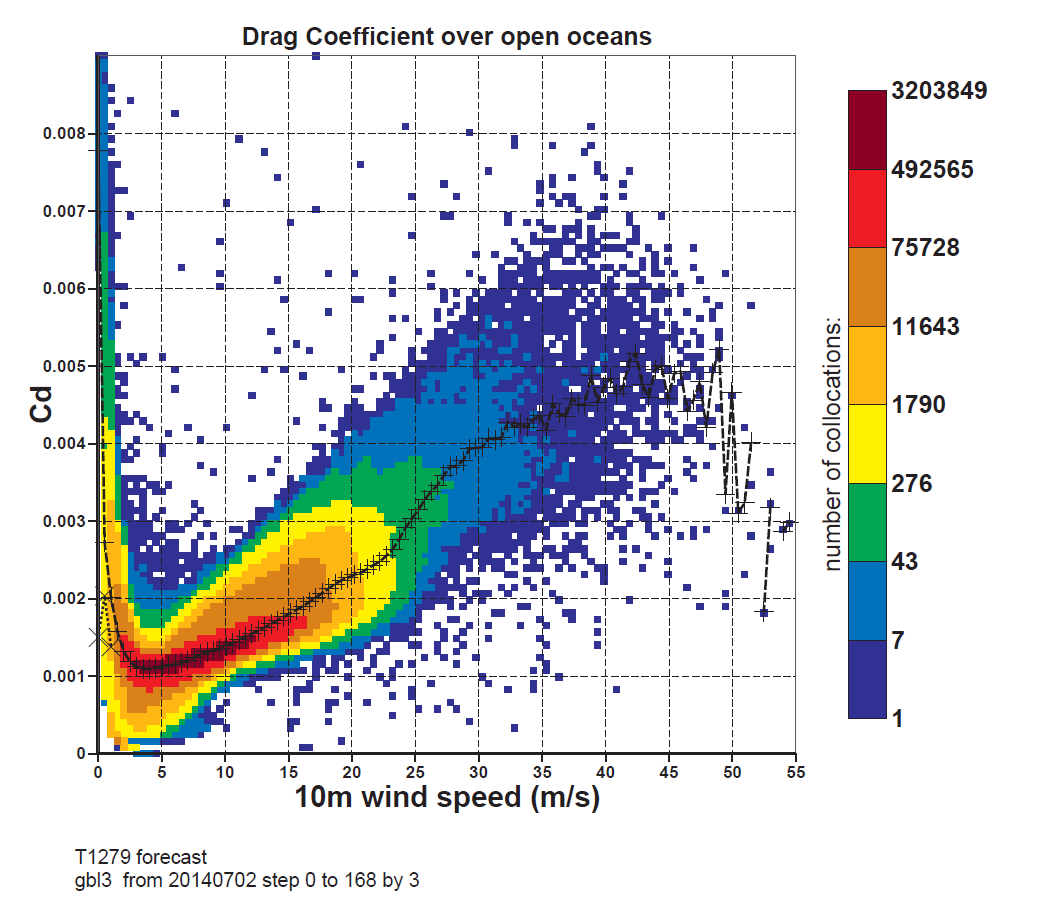 Drag Coefficient over open oceans
0.008
0.007
0.006
0.005
0.004
0.003
0.002
0.001
0
Cd
0 5 10 15 20 25 30 35 40 45 50 55
10m wind speed (m/s)
number of collocations:
3203849
492565
75728
11643
1790
276
43
7
1
T1279 forecast
gbl3 from 20140702 step 0 to 168 by 3